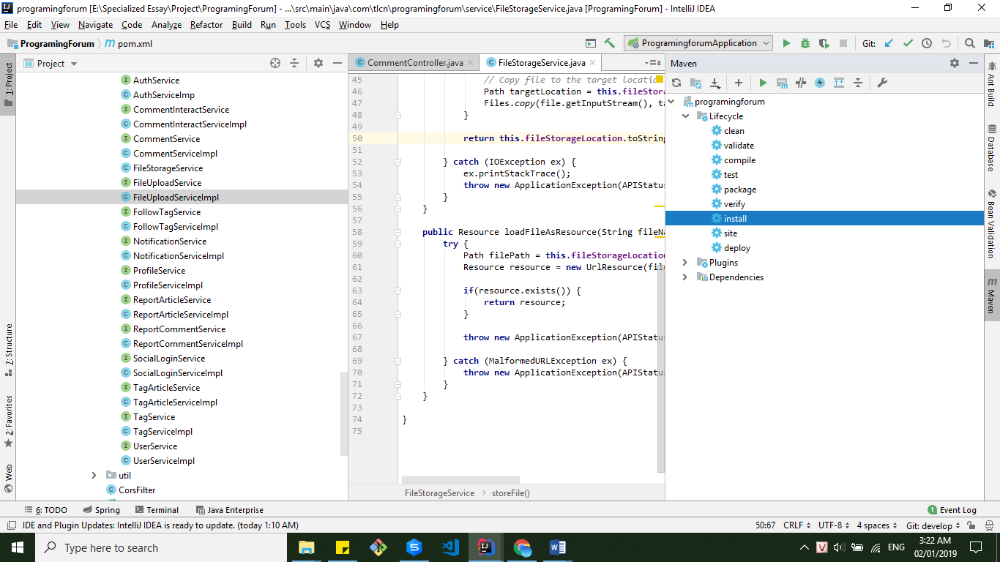 programingforum [E:\Specialized Essay\Project\ProgramingForum] - ...\src\main\java\com\tlcn\programingforum\service\FileStorageService.java [ProgramingForum] - IntelliJ IDEA
File Edit View Navigate Code Analyze Refactor Build Run Tools VCS Window Help
ProgramingForum pom.xml ProgramingforumApplication Git:
1: Project
7: Structure
2: Favorites
Web
Project
AuthService
AuthServiceImp
CommentInteractService
CommentInteractServiceImpl
CommentService
CommentServiceImpl
FileStorageService
FileUploadService
FileUploadServiceImpl
FollowTagService
FollowTagServiceImpl
NotificationService
NotificationServiceImpl
ProfileService
ProfileServiceImpl
ReportArticleService
ReportArticleServiceImpl
ReportCommentService
ReportCommentServiceImpl
SocialLoginService
SocialLoginServiceImpl
TagArticleService
TagArticleServiceImpl
TagService
TagServiceImpl
UserService
UserServiceImpl
util
CorsFilter
CommentController.java FileStorageService.java 8
45 // Copy file to the target locatio
46 Path targetLocation = this.fileStora
47 Files.copy(file.getInputStream(), ta
48 }
49
50 return this.fileStorageLocation.toString
51
52 } catch (IOException ex) {
53 ex.printStackTrace();
54 throw new ApplicationException(APIStatus
55 }
56 }
57
58 public Resource loadFileAsResource(String fileNa
59 try {
60 Path filePath = this.fileStorageLocation
61 Resource resource = new UrlResource(file
62
63 if(resource.exists()) {
64 return resource;
65 }
66
67 throw new ApplicationException(APIStatus
68
69 } catch (MalformedURLException ex) {
70 throw new ApplicationException(APIStatus
71 }
72 }
73
74 }
75
FileStorageService storeFile()
Maven
programingforum
Lifecycle
clean
validate
compile
test
package
verify
install
site
deploy
Plugins
Dependencies
Ant Build
Database
Bean Validation
Maven
6: TODO Spring Terminal Java Enterprise 1 Event Log
IDE and Plugin Updates: IntelliJ IDEA is ready to update. (today 1:10 AM) 50:67 CRLF UTF-8 4 spaces Git: develop
Type here to search ENG 3:22 AM
02/01/2019